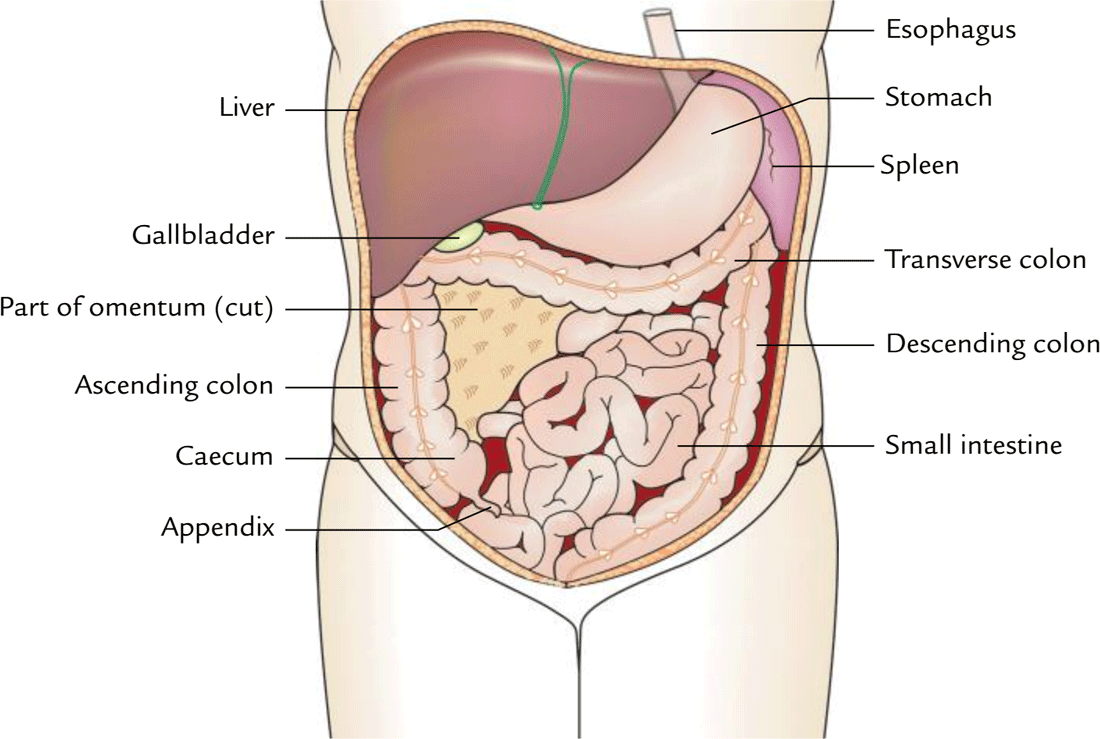 Esophagus
Liver
Stomach
Spleen
Gallbladder
Transverse colon
Part of omentum (cut)
Descending colon
Ascending colon
Small intestine
Caecum
Appendix